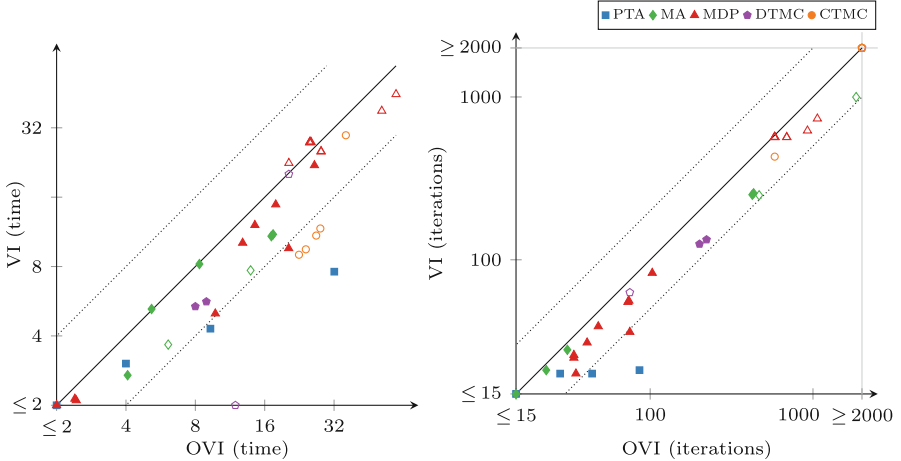 PTA MA MDP DTMC CTMC
≥ 2000
1000
100
≤ 15
VI (iterations)
≤ 15 100 1000 ≥ 2000
OVI (iterations)
32
8
4
≤ 2
VI (time)
≤ 2 4 8 16 32
OVI (time)